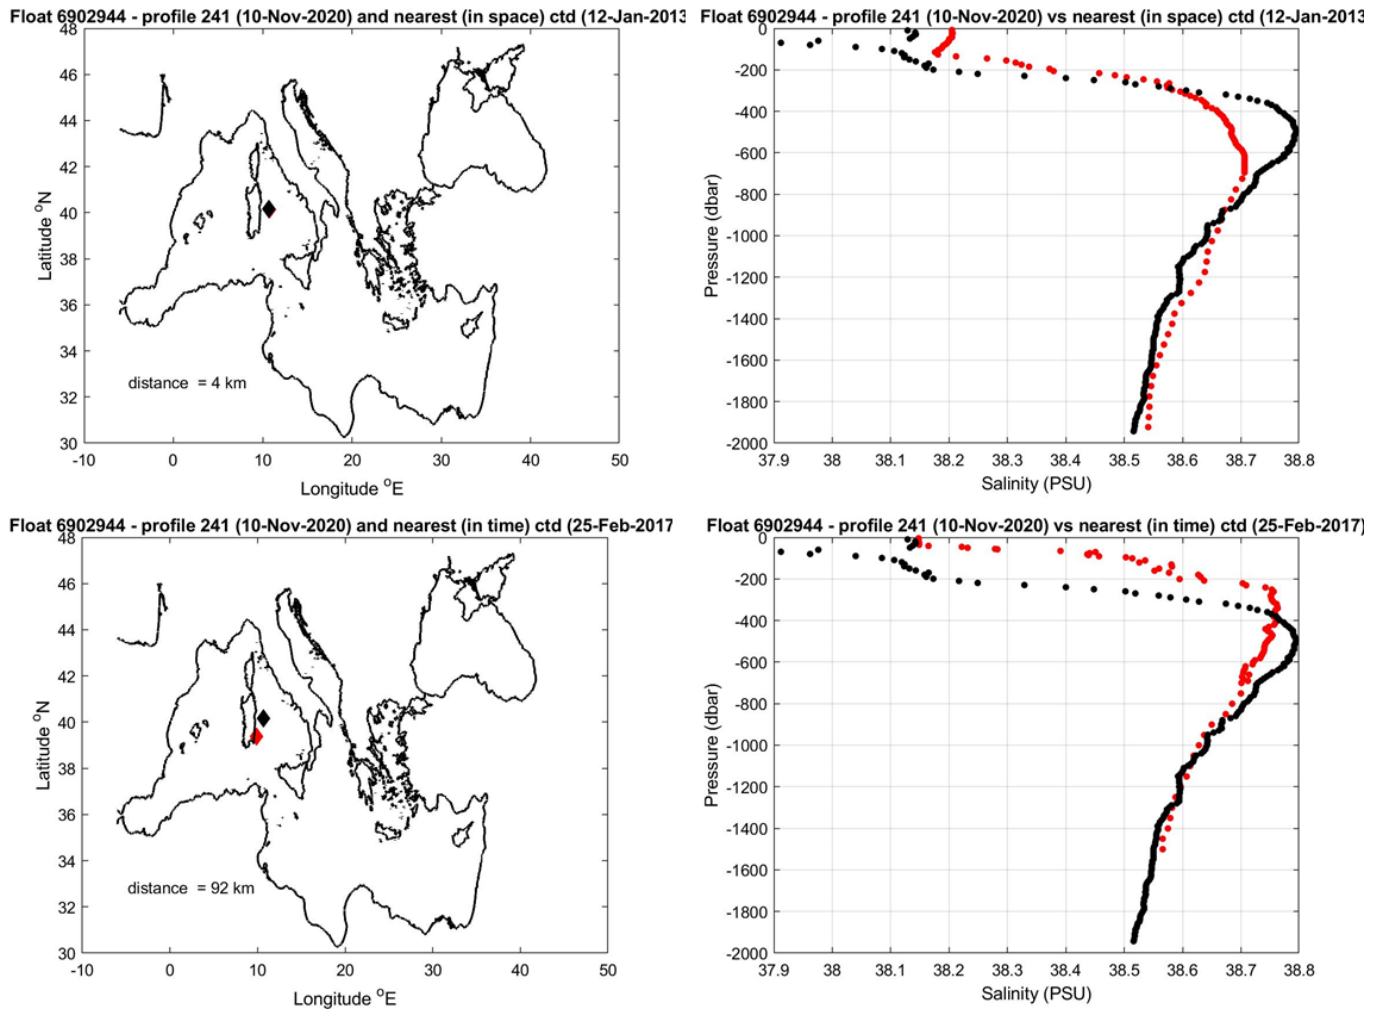 Float 6902944 - profile 241 (10-Nov-2020) and nearest (in space) ctd (12-Jan-2013
48
46
44
42
40
38
36
34
32
30
Latitude °N
distance = 4 km
-10 0 10 20 30 40 50
Longitude °E
Float 6902944 - profile 241 (10-Nov-2020) vs nearest (in space) ctd (12-Jan-2013
0
-200
-400
-600
-800
-1000
-1200
-1400
-1600
-1800
-2000
Pressure (dbar)
37.9 38 38.1 38.2 38.3 38.4 38.5 38.6 38.7 38.8
Salinity (PSU)
Float 6902944 - profile 241 (10-Nov-2020) and nearest (in time) ctd (25-Feb-2017
48
46
44
42
40
38
36
34
32
30
Latitude °N
distance = 92 km
-10 0 10 20 30 40 50
Longitude °E
Float 6902944 - profile 241 (10-Nov-2020) vs nearest (in time) ctd (25-Feb-2017)
0
-200
-400
-600
-800
-1000
-1200
-1400
-1600
-1800
-2000
Pressure (dbar)
37.9 38 38.1 38.2 38.3 38.4 38.5 38.6 38.7 38.8
Salinity (PSU)